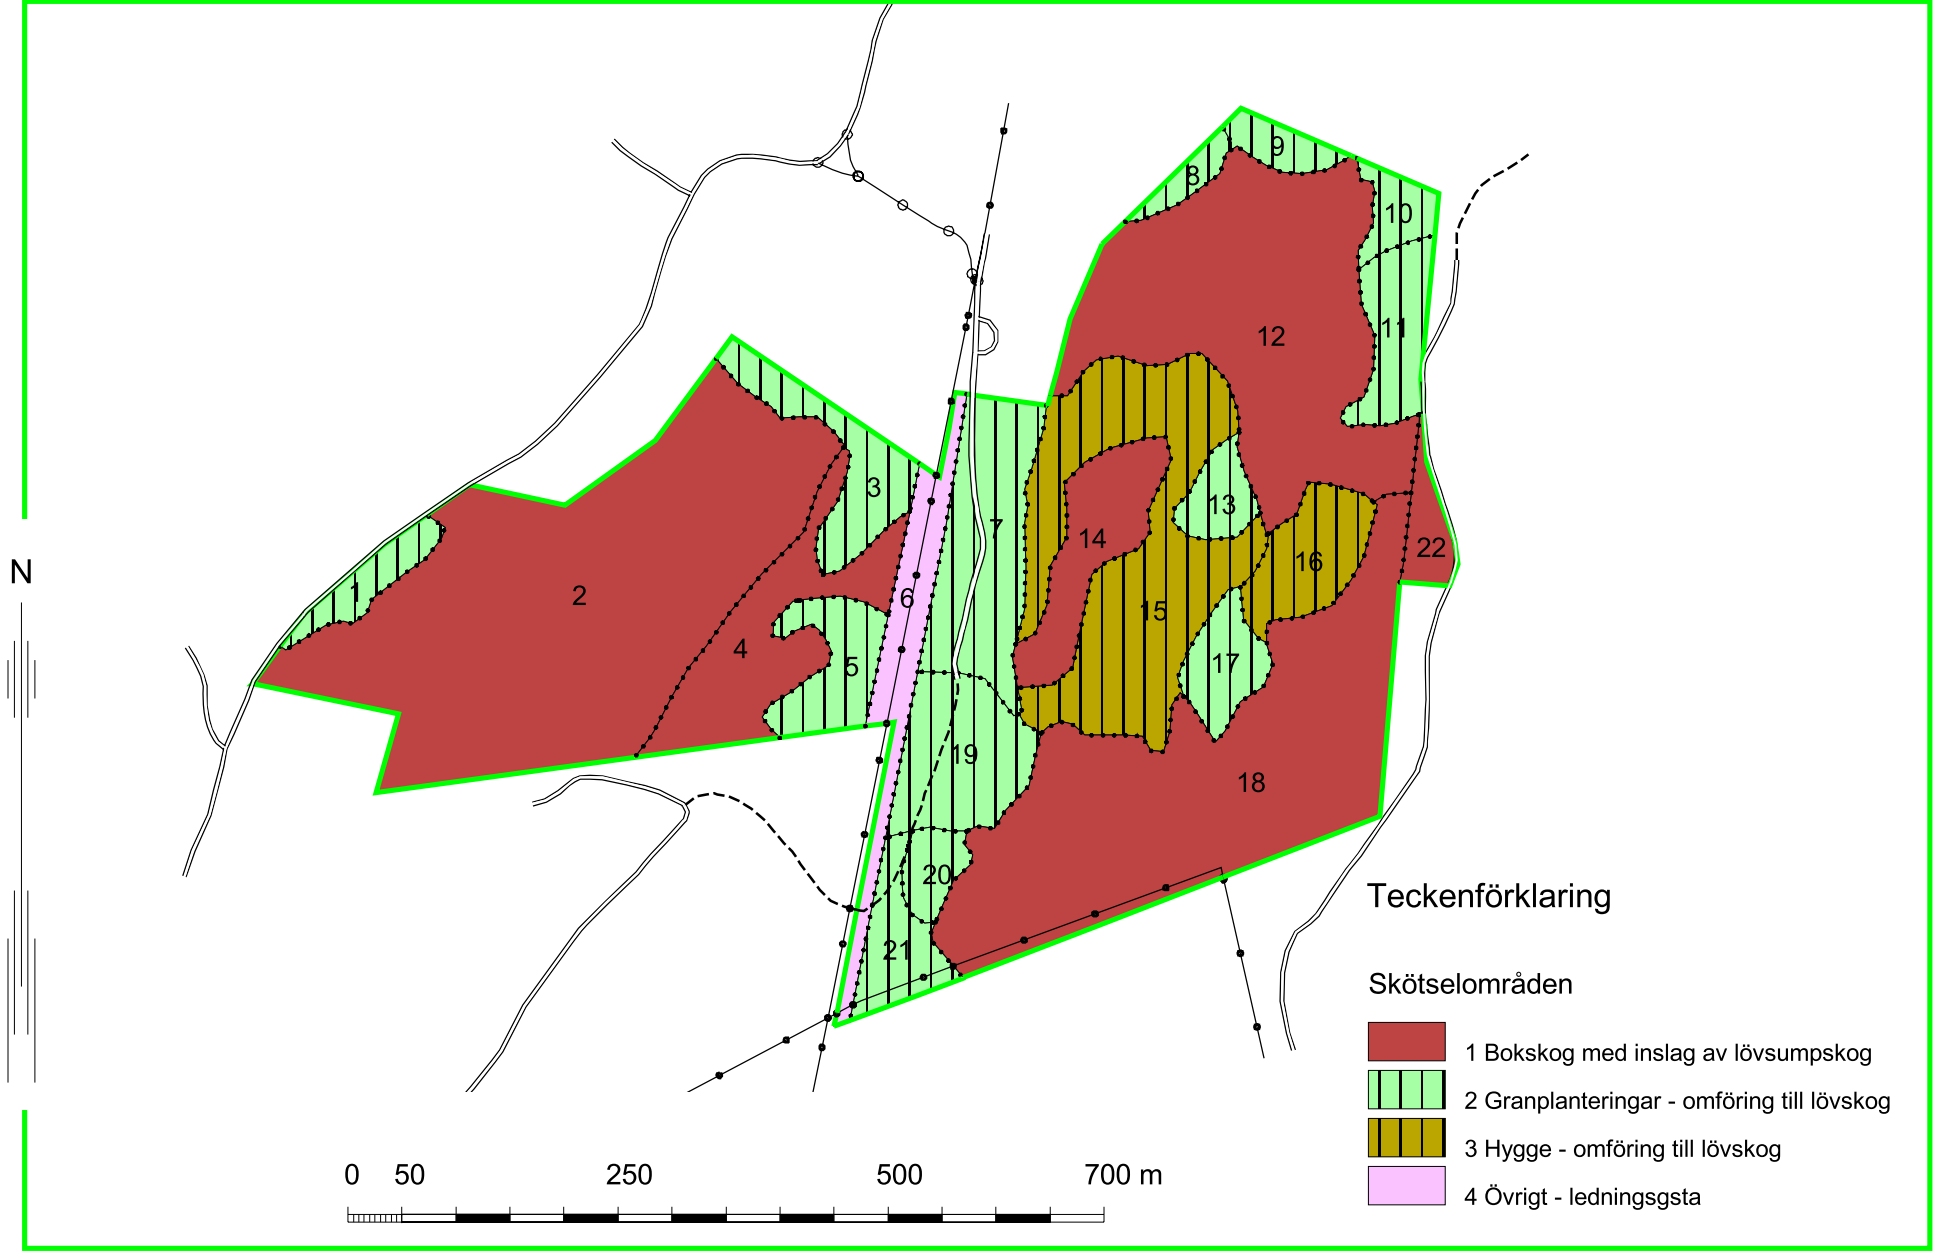 9
8
10
12
11
3
13
7
14
22
16
1
2
6
15
4
5
17
19
18
20
21
N
Teckenförklaring
Skötselområden
1 Bokskog med inslag av lövsumpskog
2 Granplanteringar - omföring till lövskog
3 Hygge - omföring till lövskog
4 Övrigt - ledningsgsta
0 50 250 500 700 m